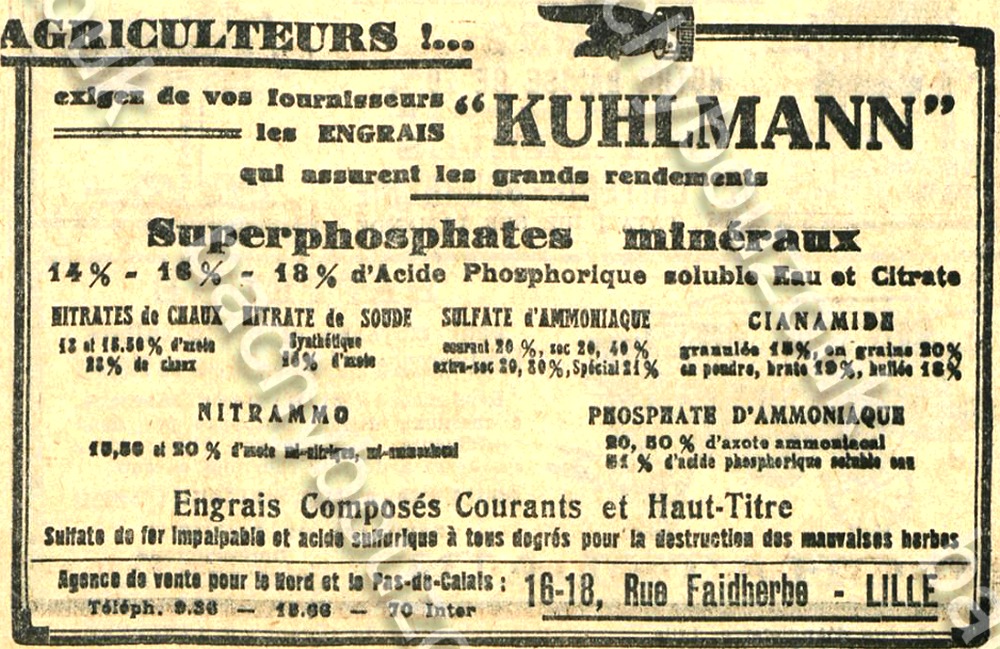 AGRICULTEURS !...
exigez de vos fournisseurs
les ENGRAIS
“KUHLMANN”
qui assurent les grands rendements
Superphosphates minéraux
14 % - 16 % - 18 % d'Acide Phosphorique soluble Eau et Citrate
NITRATES de CHAUX
13 et 15.50 % d'azote
28 % de chaux
NITRATE de SOUDE
Synthétique
16 % d'azote
SULFATE d'AMMONIAQUE
courant 20 %, sec 20, 40 %
extra-sec 20, 80 %, Spécial 21 %
CIANAMIDE
granulée 15%, en grains 20%
en poudre, brute 19%, huilée 18%
NITRAMMO
15,50 et 20 % d'azote mi-nitrique, mi-ammoniacal
PHOSPHATE D'AMMONIAQUE
20, 50 % d'azote ammoniacal
51 % d'acide phosphorique soluble eau
Engrais Composés Courants et Haut-Titre
Sulfate de fer impalpable et acide sulfurique à tous degrés pour la destruction des mauvaises herbes
Agence de vente pour le Nord et le Pas-de-Calais :
Téléph. 9.36 — — 70 Inter
16-18, Rue Faidherbe - LILLE